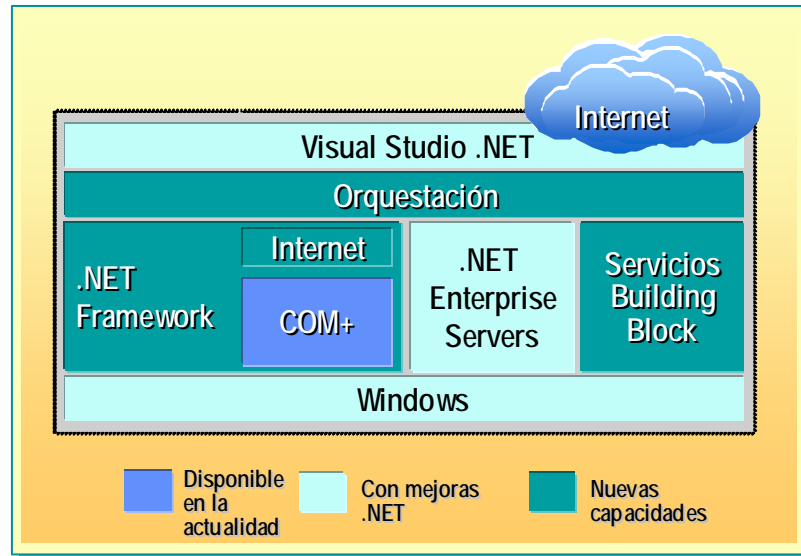 Internet
Visual Studio .NET
Orquestación
.NET
Framework
Internet
COM+
.NET
Enterprise
Servers
Servicios
Building
Block
Windows
Disponible
en la
actualidad
Con mejoras
.NET
Nuevas
capacidades